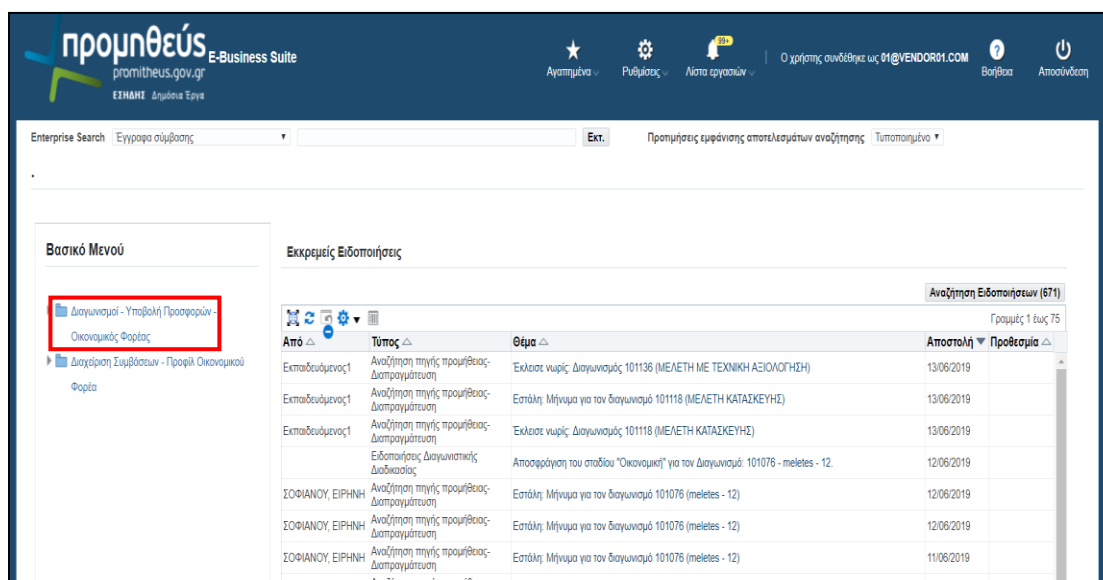 προμηθεύς E-Business Suite
promitheus.gov.gr
ΕΣΗΔΗΣ Δημόσια Έργα
99+
Αγαπημένα Ρυθμίσεις Λίστα εργασιών Ο χρήστης συνδέθηκε ως 01@VENDOR01.COM Βοήθεια Αποσύνδεση
Enterprise Search Έγγραφα σύμβασης Εκτ. Προτιμήσεις εμφάνισης αποτελεσμάτων αναζήτησης Τυποποιημένο
.
Βασικό Μενού
Διαγωνισμοί - Υποβολή Προσφορών -
Οικονομικός Φορέας
Διαχείριση Συμβάσεων - Προφίλ Οικονομικού
Φορέα
Εκκρεμείς Ειδοποιήσεις
Αναζήτηση Ειδοποιήσεων (671)
Γραμμές 1 έως 75
Από Τύπος Θέμα Αποστολή Προθεσμία
Εκπαιδευόμενος1 Αναζήτηση πηγής προμήθειας-
Διαπραγμάτευση Έκλεισε νωρίς: Διαγωνισμός 101136 (ΜΕΛΕΤΗ ΜΕ ΤΕΧΝΙΚΗ ΑΞΙΟΛΟΓΗΣΗ) 13/06/2019
Εκπαιδευόμενος1 Αναζήτηση πηγής προμήθειας-
Διαπραγμάτευση Εστάλη: Μήνυμα για τον διαγωνισμό 101118 (ΜΕΛΕΤΗ ΚΑΤΑΣΚΕΥΗΣ) 13/06/2019
Εκπαιδευόμενος1 Αναζήτηση πηγής προμήθειας-
Διαπραγμάτευση Έκλεισε νωρίς: Διαγωνισμός 101118 (ΜΕΛΕΤΗ ΚΑΤΑΣΚΕΥΗΣ) 13/06/2019
Ειδοποιήσεις Διαγωνιστικής
Διαδικασίας Αποσφράγιση του σταδίου "Οικονομική" για τον Διαγωνισμό: 101076 - meletes - 12. 12/06/2019
ΣΟΦΙΑΝΟΥ, ΕΙΡΗΝΗ Αναζήτηση πηγής προμήθειας-
Διαπραγμάτευση Εστάλη: Μήνυμα για τον διαγωνισμό 101076 (meletes - 12) 12/06/2019
ΣΟΦΙΑΝΟΥ, ΕΙΡΗΝΗ Αναζήτηση πηγής προμήθειας-
Διαπραγμάτευση Εστάλη: Μήνυμα για τον διαγωνισμό 101076 (meletes - 12) 12/06/2019
ΣΟΦΙΑΝΟΥ, ΕΙΡΗΝΗ Αναζήτηση πηγής προμήθειας-
Διαπραγμάτευση Εστάλη: Μήνυμα για τον διαγωνισμό 101076 (meletes - 12) 11/06/2019